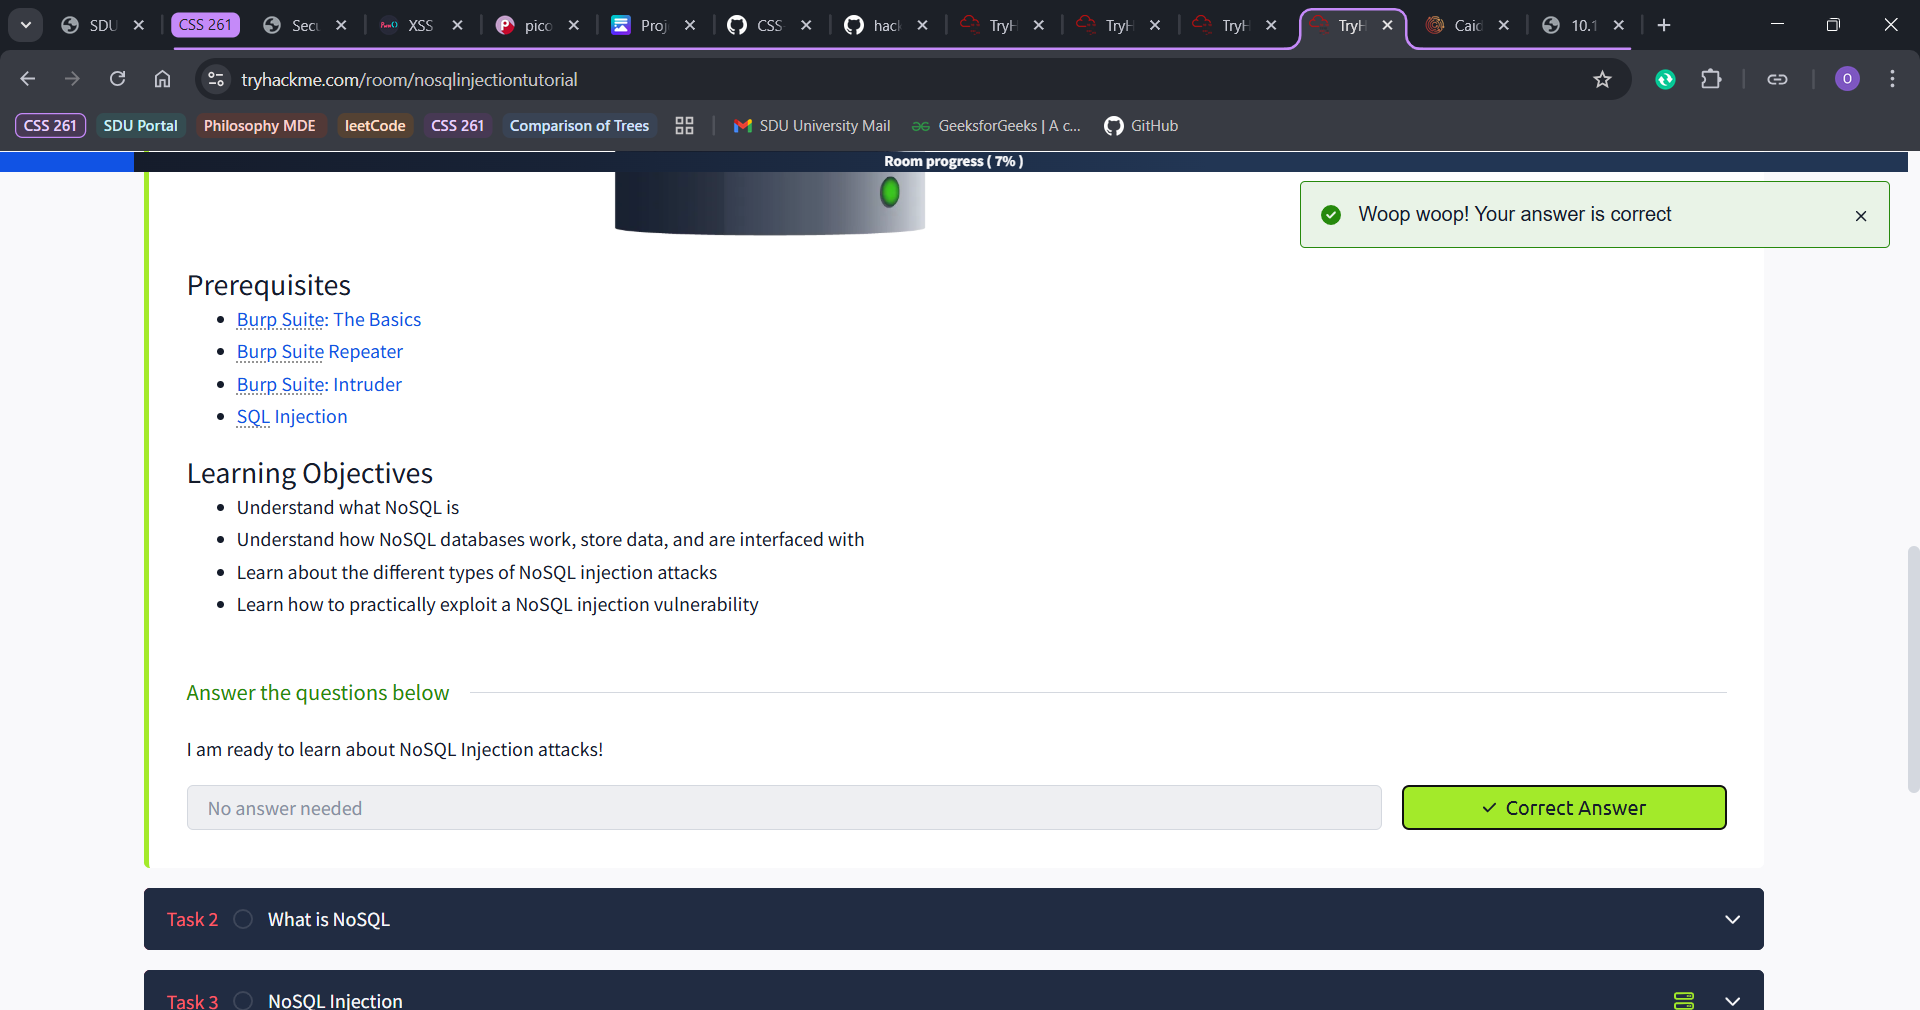 SDU
CSS 261
Secu
XSS
pico
Proj
CSS
hack
TryH
TryH
TryH
TryH
Caid
10.1
tryhackme.com/room/nosqlinjectiontutorial
O
CSS 261
SDU Portal
Philosophy MDE
leetCode
CSS 261
Comparison of Trees
SDU University Mail
GeeksforGeeks | A c...
GitHub
Room progress ( 7% )
Woop woop! Your answer is correct
Prerequisites
Burp Suite: The Basics
Burp Suite Repeater
Burp Suite: Intruder
SQL Injection
Learning Objectives
Understand what NoSQL is
Understand how NoSQL databases work, store data, and are interfaced with
Learn about the different types of NoSQL injection attacks
Learn how to practically exploit a NoSQL injection vulnerability
Answer the questions below
I am ready to learn about NoSQL Injection attacks!
No answer needed
Correct Answer
Task 2
What is NoSQL
Task 3
NoSQL Injection